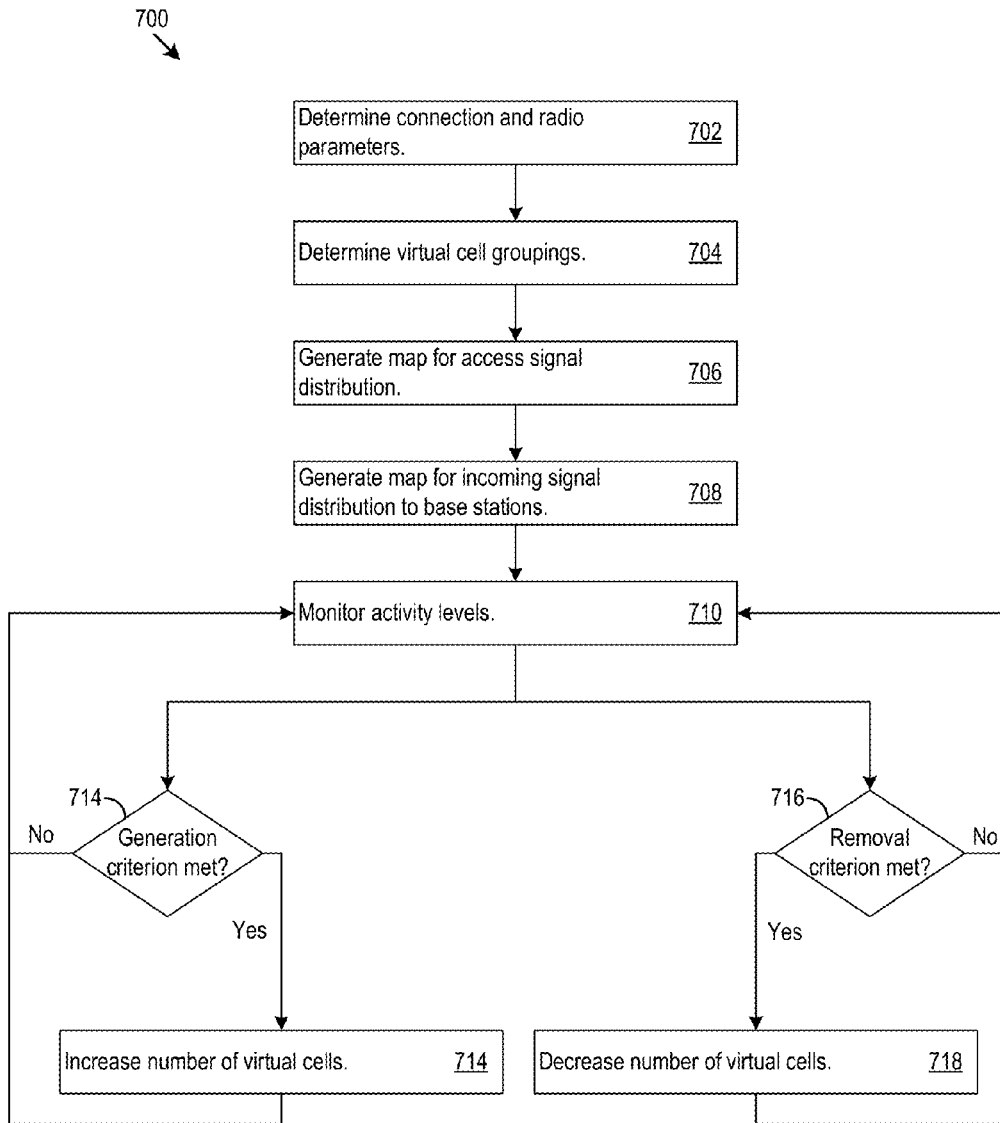 700
Determine connection and radio
parameters.
702
Determine virtual cell groupings.
704
Generate map for access signal
distribution.
706
Generate map for incoming signal
distribution to base stations.
708
Monitor activity levels.
710
714
No
Generation
criterion met?
Yes
716
Removal
criterion met?
No
Yes
Increase number of virtual cells.
714
Decrease number of virtual cells.
718